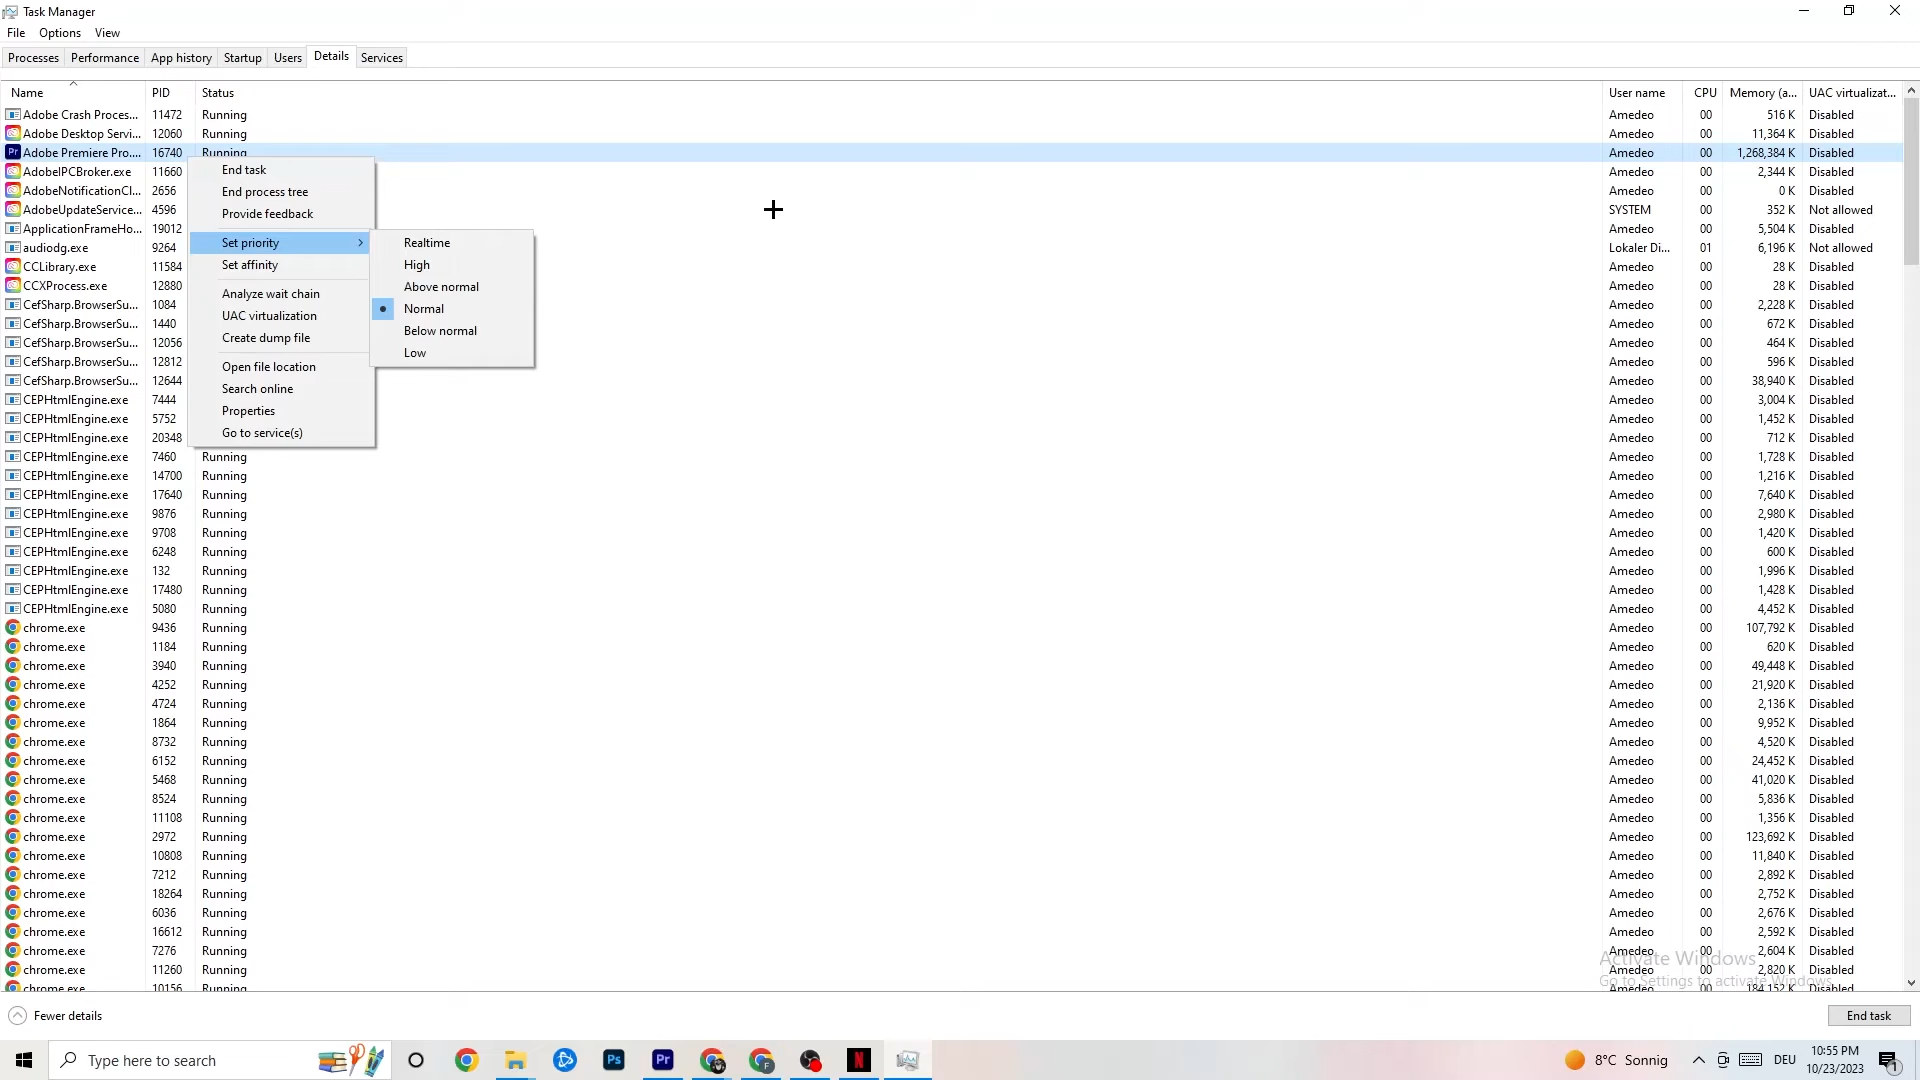 Task Manager
File Options View
Processes Performance App history Startup Users Details Services
Name PID Status User name CPU Memory (a... UAC virtualizat...
Adobe Crash Proces... 11472 Running Amedeo 00 516 K Disabled
Adobe Desktop Servi... 12060 Running Amedeo 00 11,364 K Disabled
Adobe Premiere Pro.... 16740 Running Amedeo 00 1,268,384 K Disabled
AdobeIPCBroker.exe 11660 Amedeo 00 2,344 K Disabled
AdobeNotificationCl... 2656 Amedeo 00 0 K Disabled
AdobeUpdateService... 4596 SYSTEM 00 352 K Not allowed
ApplicationFrameHo... 19012 Amedeo 00 5,504 K Disabled
audiodg.exe 9264 Lokaler Di... 01 6,196 K Not allowed
CCLibrary.exe 11584 Amedeo 00 28 K Disabled
CCXProcess.exe 12880 Amedeo 00 28 K Disabled
CefSharp.BrowserSu... 1084 Amedeo 00 2,228 K Disabled
CefSharp.BrowserSu... 1440 Amedeo 00 672 K Disabled
CefSharp.BrowserSu... 12056 Amedeo 00 464 K Disabled
CefSharp.BrowserSu... 12812 Amedeo 00 596 K Disabled
CefSharp.BrowserSu... 12644 Amedeo 00 38,940 K Disabled
CEPHtmlEngine.exe 7444 Amedeo 00 3,004 K Disabled
CEPHtmlEngine.exe 5752 Amedeo 00 1,452 K Disabled
CEPHtmlEngine.exe 20348 Amedeo 00 712 K Disabled
CEPHtmlEngine.exe 7460 Running Amedeo 00 1,728 K Disabled
CEPHtmlEngine.exe 14700 Running Amedeo 00 1,216 K Disabled
CEPHtmlEngine.exe 17640 Running Amedeo 00 7,640 K Disabled
CEPHtmlEngine.exe 9876 Running Amedeo 00 2,980 K Disabled
CEPHtmlEngine.exe 9708 Running Amedeo 00 1,420 K Disabled
CEPHtmlEngine.exe 6248 Running Amedeo 00 600 K Disabled
CEPHtmlEngine.exe 132 Running Amedeo 00 1,996 K Disabled
CEPHtmlEngine.exe 17480 Running Amedeo 00 1,428 K Disabled
CEPHtmlEngine.exe 5080 Running Amedeo 00 4,452 K Disabled
chrome.exe 9436 Running Amedeo 00 107,792 K Disabled
chrome.exe 1184 Running Amedeo 00 620 K Disabled
chrome.exe 3940 Running Amedeo 00 49,448 K Disabled
chrome.exe 4252 Running Amedeo 00 21,920 K Disabled
chrome.exe 4724 Running Amedeo 00 2,136 K Disabled
chrome.exe 1864 Running Amedeo 00 9,952 K Disabled
chrome.exe 8732 Running Amedeo 00 4,520 K Disabled
chrome.exe 6152 Running Amedeo 00 24,452 K Disabled
chrome.exe 5468 Running Amedeo 00 41,020 K Disabled
chrome.exe 8524 Running Amedeo 00 5,836 K Disabled
chrome.exe 11108 Running Amedeo 00 1,356 K Disabled
chrome.exe 2972 Running Amedeo 00 123,692 K Disabled
chrome.exe 10808 Running Amedeo 00 11,840 K Disabled
chrome.exe 7212 Running Amedeo 00 2,892 K Disabled
chrome.exe 18264 Running Amedeo 00 2,752 K Disabled
chrome.exe 6036 Running Amedeo 00 2,676 K Disabled
chrome.exe 16612 Running Amedeo 00 2,592 K Disabled
chrome.exe 7276 Running Amedeo 00 2,604 K Disabled
chrome.exe 11260 Running Amedeo 00 2,820 K Disabled
chrome.exe 10156 Running Amedeo 00 184,152 K Disabled
End task
End process tree
Provide feedback
Set priority
Set affinity
Analyze wait chain
UAC virtualization
Create dump file
Open file location
Search online
Properties
Go to service(s)
Realtime
High
Above normal
Normal
Below normal
Low
Activate Windows
Go to Settings to activate Windows.
Fewer details End task
Type here to search Ps Pr F N 8°C Sonnig DEU 10:55 PM
10/23/2023 1